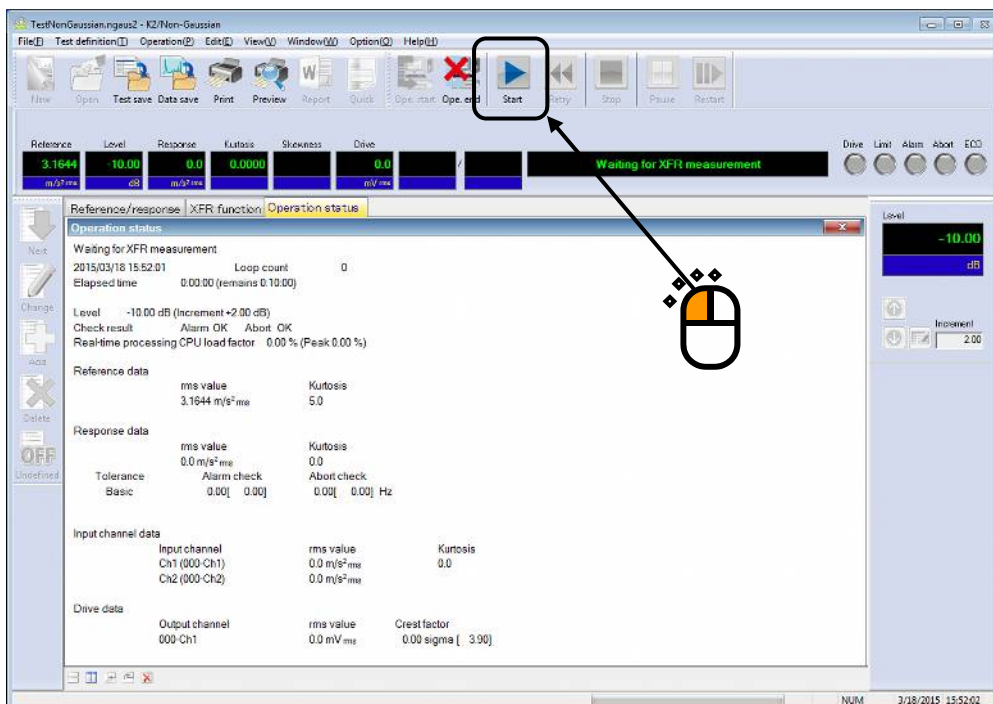 TestNonGaussian.ngaus2 - K2/Non-Gaussian
File(F) Test definition(T) Operation(P) Edit(E) View(V) Window(W) Option(O) Help(H)
New Open Test save Data save Print Preview Report Quick Ope. start Ope. end Start Retry Stop Pause Restart
Reference Level Response Kurtosis Skewness Drive Drive Limit Alarm Abort ECO
3.1644 -10.00 0.0 0.0000 0.0 / Waiting for XFR measurement
m/s² rms dB m/s² rms mV rms
Reference/response XFR function Operation status
Operation status
Waiting for XFR measurement
2015/03/18 15:52:01 Loop count 0
Elapsed time 0:00:00 (remains 0:10:00)
Level -10.00 dB (Increment +2.00 dB)
Check result Alarm OK Abort OK
Real-time processing CPU load factor 0.00 % (Peak 0.00 %)
Reference data
rms value Kurtosis
3.1644 m/s² rms 5.0
Response data
rms value Kurtosis
0.0 m/s² rms 0.0
Tolerance Alarm check Abort check
Basic 0.00[ 0.00] 0.00[ 0.00] Hz
Input channel data
Input channel rms value Kurtosis
Ch1 (000-Ch1) 0.0 m/s² rms 0.0
Ch2 (000-Ch2) 0.0 m/s² rms
Drive data
Output channel rms value Crest factor
000-Ch1 0.0 mV rms 0.00 sigma [ 3.90]
Next
Change
Add
Delete
OFF
Undefined
Level
-10.00
dB
Increment
2.00
NUM 3/18/2015 15:52:02